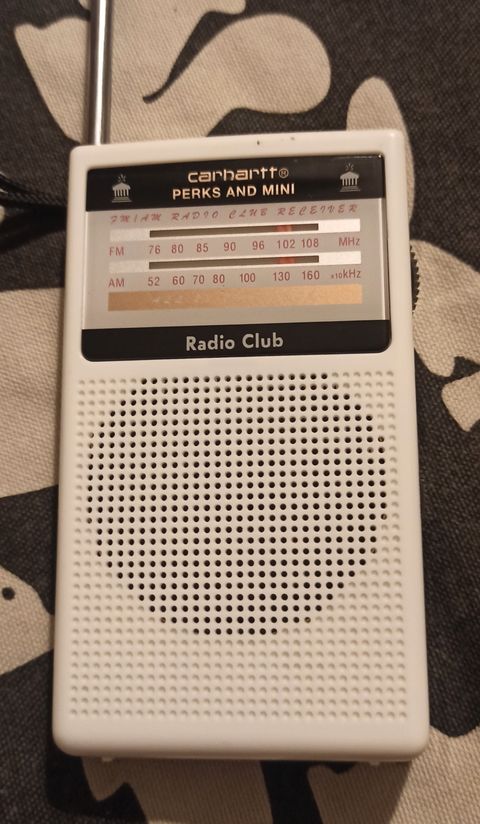 carhartt®
PERKS AND MINI
FM/AM RADIO CLUB RECEIVER
FM 76 80 85 90 96 102 108 MHz
AM 52 60 70 80 100 130 160 x10kHz
Radio Club